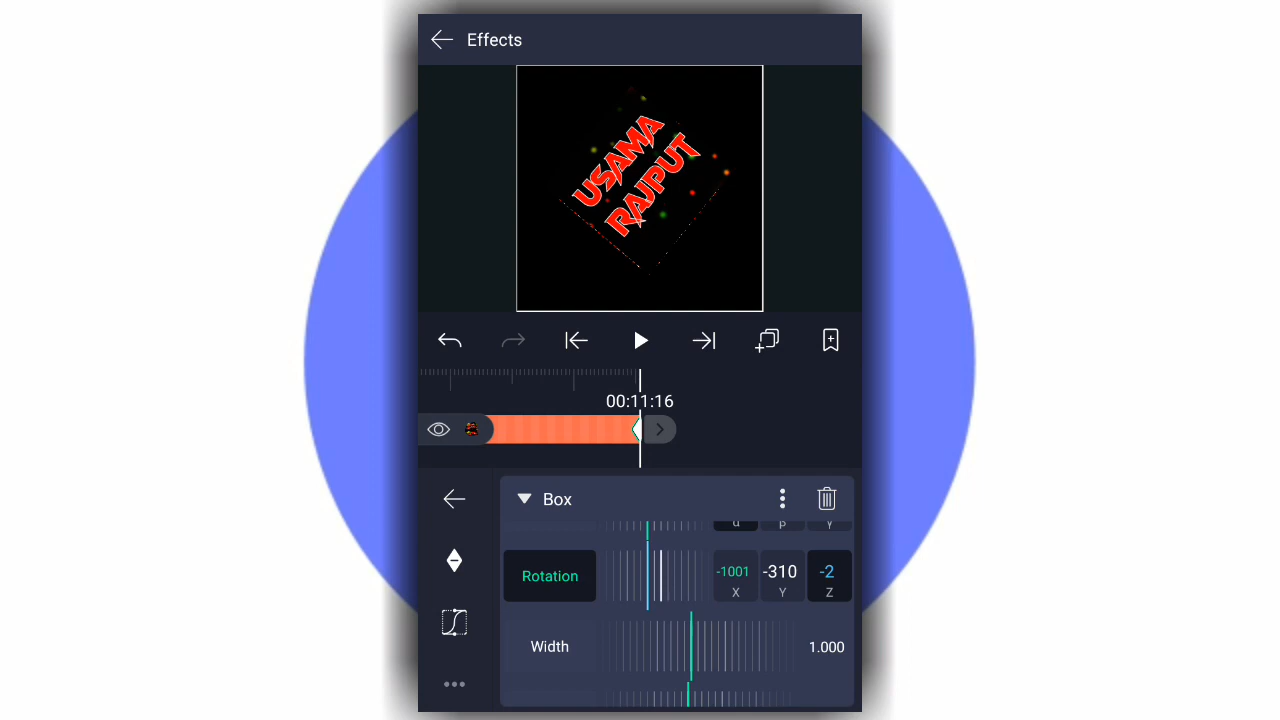 Effects
USAMA
RAJPUT
00:11:16
Box
Rotation
-1001 -310 -2
X Y Z
Width
1.000